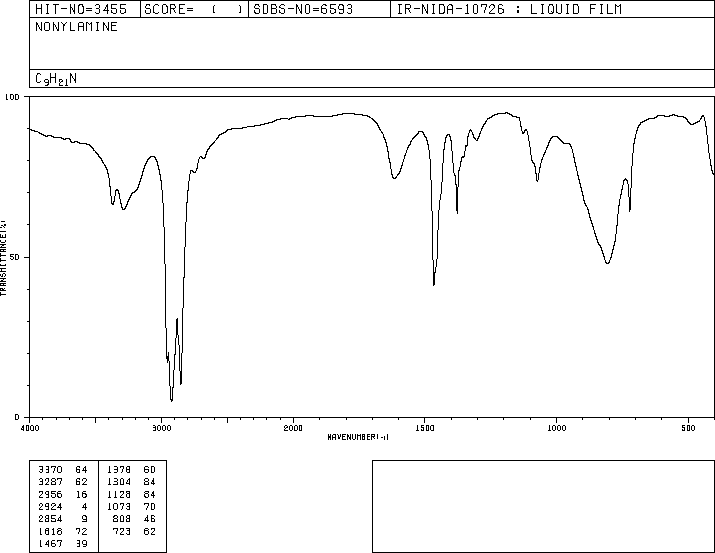 HIT-NO=3455 SCORE= ( ) SDBS-NO=6593 IR-NIDA-10726 : LIQUID FILM
NONYLAMINE
C9H21N
100
50
0
TRANSMITTANCE(%)
4000 3000 2000 1500 1000 500
WAVENUMBER(-1)
3370 64 1378 60
3287 62 1304 84
2956 16 1128 84
2924 4 1073 70
2854 9 808 46
1616 72 723 62
1467 39